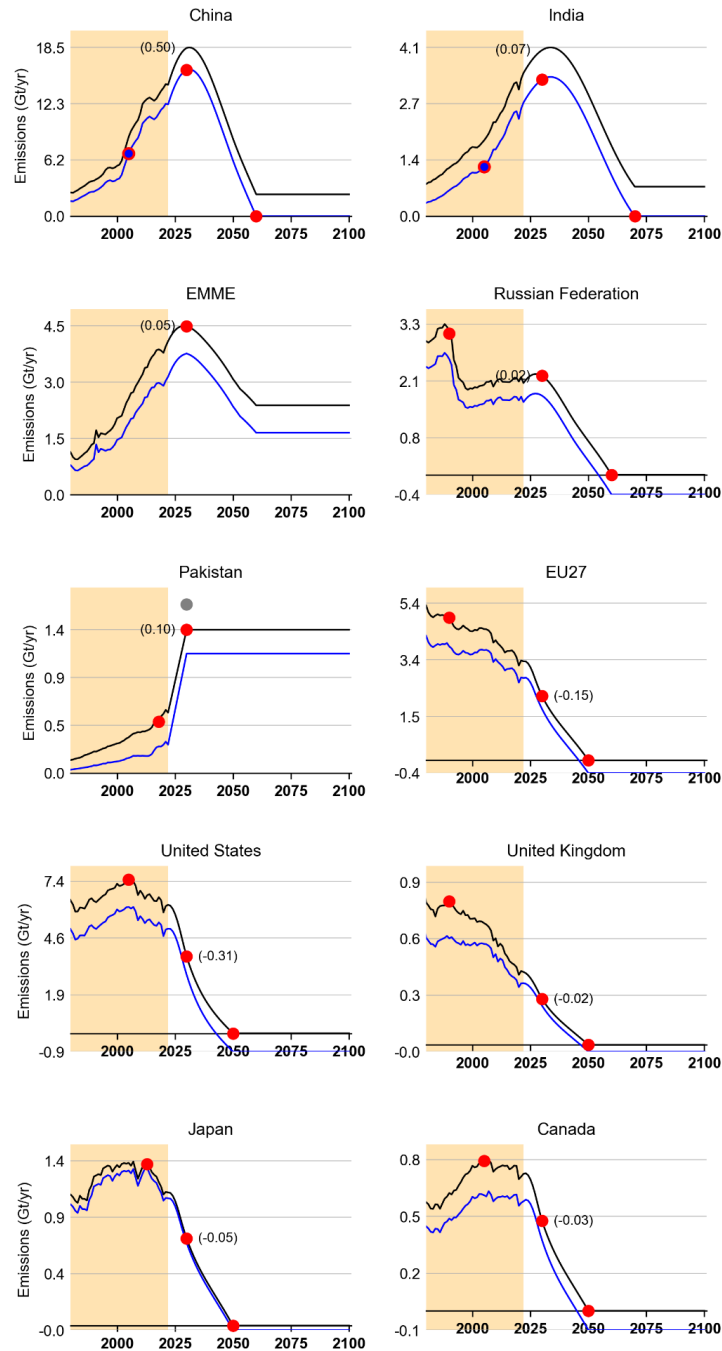 China
Emissions (Gt/yr)
18.5
12.3
6.2
0.0
(0.50)
2000 2025 2050 2075 2100
India
4.1
2.7
1.4
0.0
(0.07)
2000 2025 2050 2075 2100
EMME
Emissions (Gt/yr)
4.5
3.0
1.5
0.0
(0.05)
2000 2025 2050 2075 2100
Russian Federation
3.3
2.1
0.8
-0.4
(0.02)
2000 2025 2050 2075 2100
Pakistan
Emissions (Gt/yr)
1.4
0.9
0.5
0.0
(0.10)
2000 2025 2050 2075 2100
EU27
5.4
3.4
1.5
-0.4
(-0.15)
2000 2025 2050 2075 2100
United States
Emissions (Gt/yr)
7.4
4.6
1.9
-0.9
(-0.31)
2000 2025 2050 2075 2100
United Kingdom
0.9
0.6
0.3
-0.0
(-0.02)
2000 2025 2050 2075 2100
Japan
Emissions (Gt/yr)
1.4
0.9
0.4
-0.0
(-0.05)
2000 2025 2050 2075 2100
Canada
0.8
0.5
0.2
-0.1
(-0.03)
2000 2025 2050 2075 2100